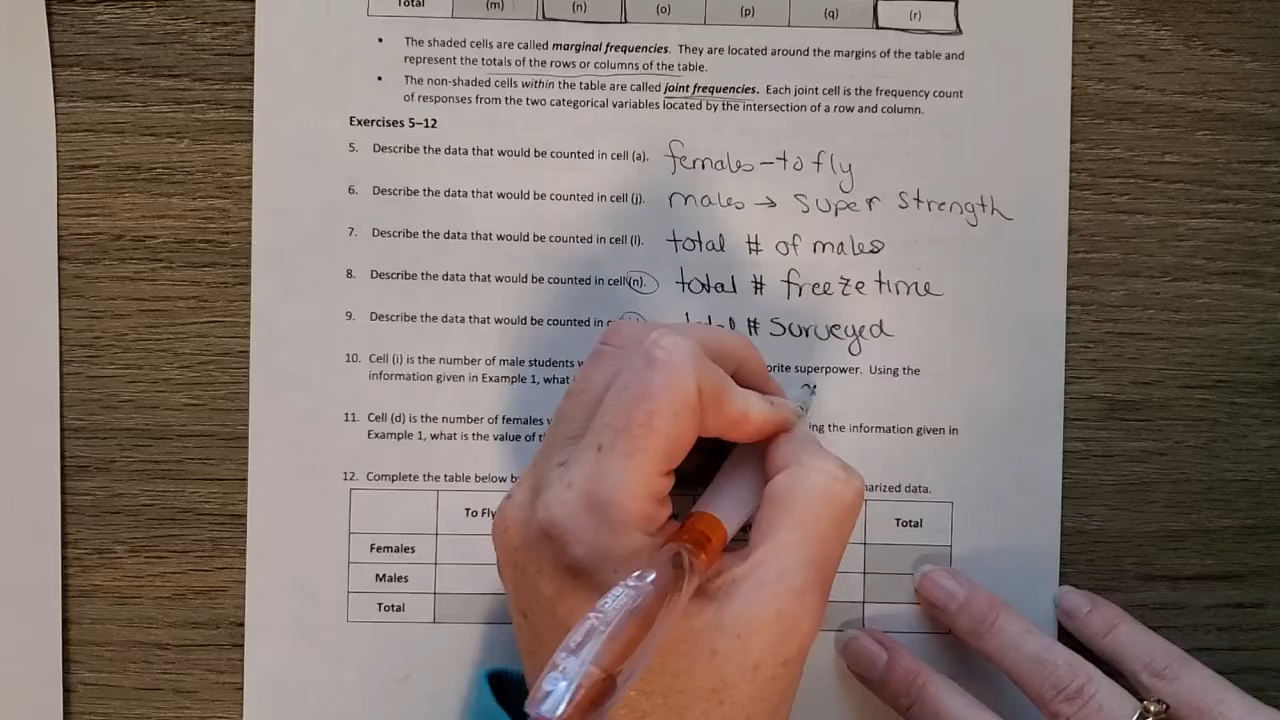 Total (m) (n) (o) (p) (q) (r)
• The shaded cells are called marginal frequencies. They are located around the margins of the table and
represent the totals of the rows or columns of the table.
• The non-shaded cells within the table are called joint frequencies. Each joint cell is the frequency count
of responses from the two categorical variables located by the intersection of a row and column.
Exercises 5–12
5. Describe the data that would be counted in cell (a). females - to fly
6. Describe the data that would be counted in cell (j). males → super strength
7. Describe the data that would be counted in cell (l). total # of males
8. Describe the data that would be counted in cell (n). total # freeze time
9. Describe the data that would be counted in # surveyed
10. Cell (i) is the number of male students superpower. Using the
information given in Example 1, what
11. Cell (d) is the number of females the information given in
Example 1, what is the value of
12. Complete the table below data.
To Fly Total
Females
Males
Total